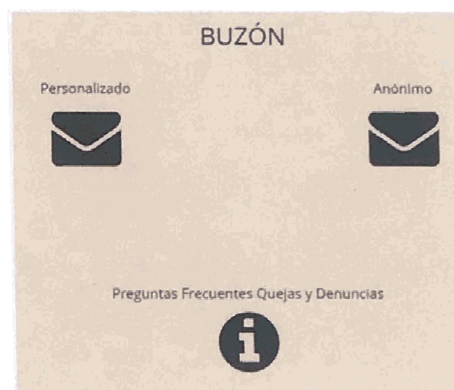 BUZÓN
Personalizado Anónimo
Preguntas Frecuentes Quejas y Denuncias